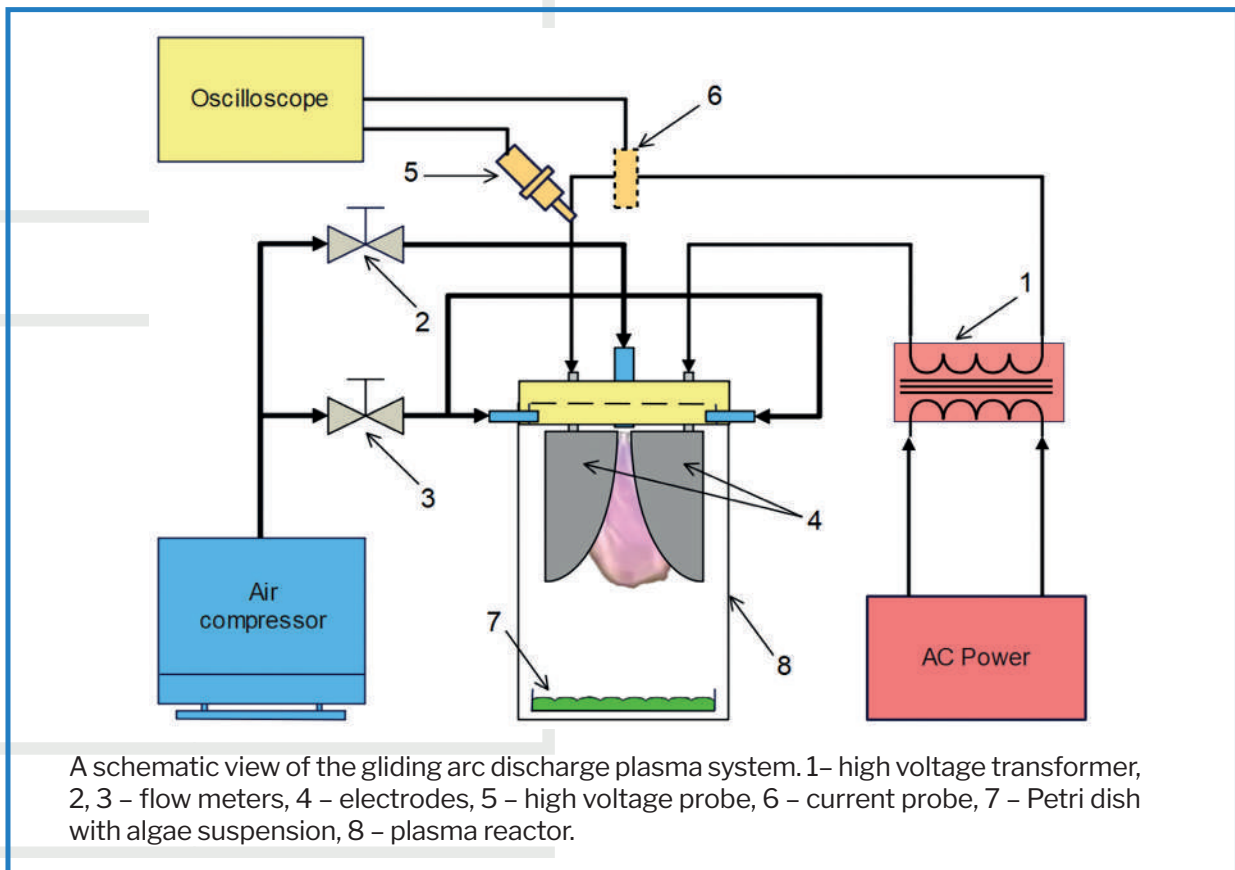 Oscilloscope
6
5
2
1
3
4
Air
compressor
7
8
AC Power
A schematic view of the gliding arc discharge plasma system. 1– high voltage transformer,
2, 3 – flow meters, 4 – electrodes, 5 – high voltage probe, 6 – current probe, 7 – Petri dish
with algae suspension, 8 – plasma reactor.